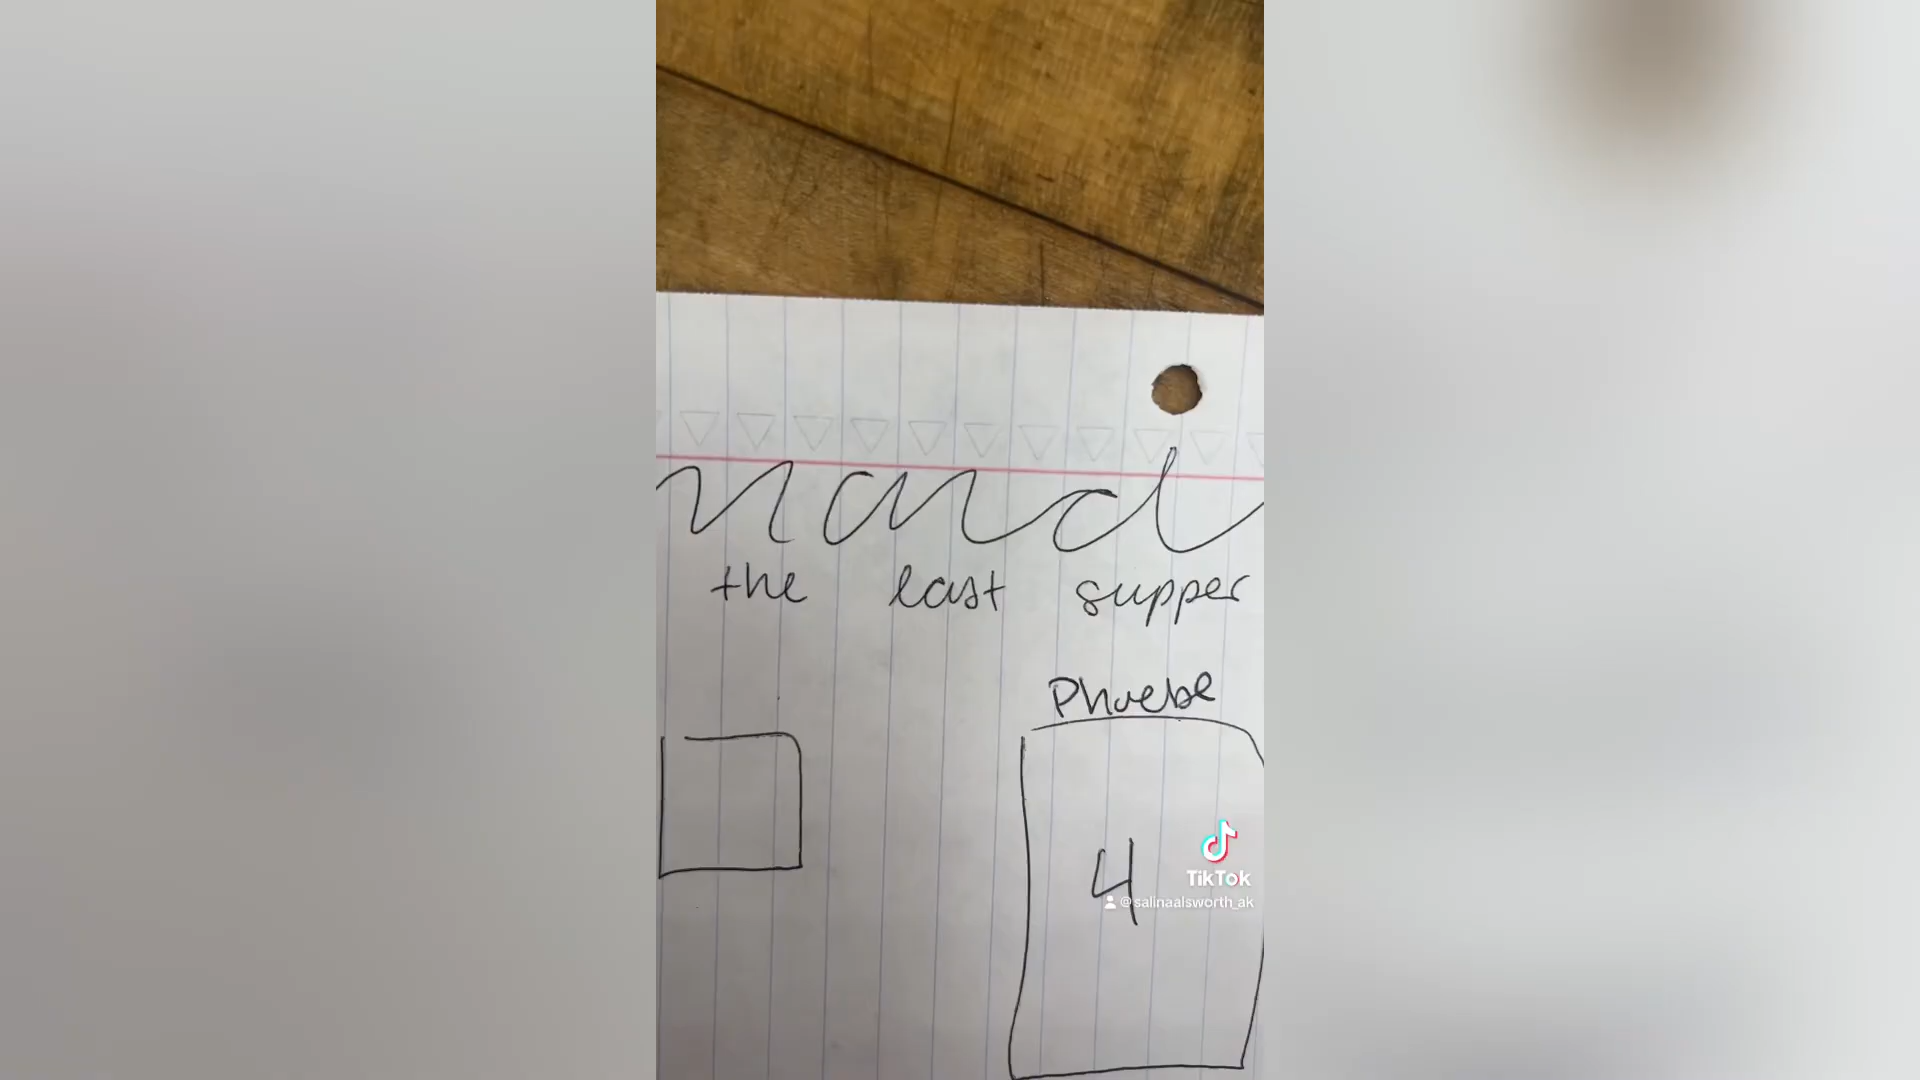 the last supper
Phoebe
4
TikTok
@salinaalsworth_ak